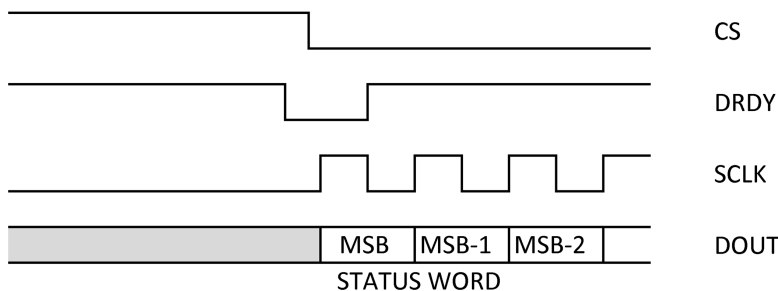 CS
DRDY
SCLK
MSB MSB-1 MSB-2 DOUT
STATUS WORD